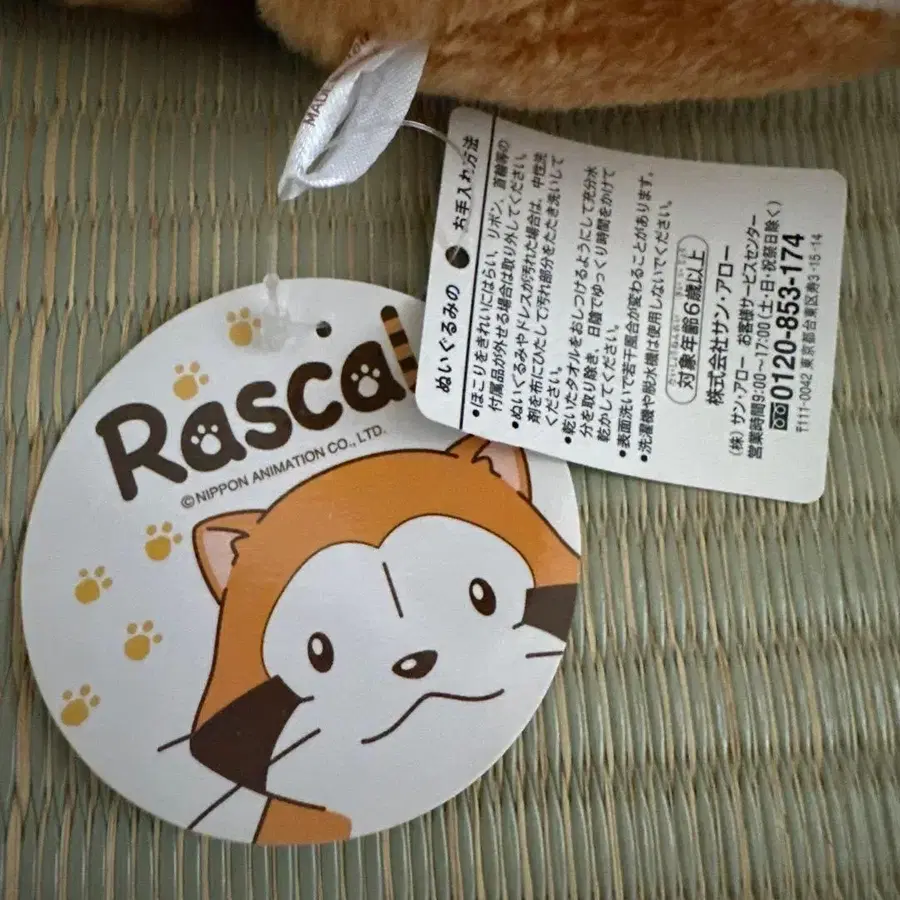 MADE
Rascal
©NIPPON ANIMATION CO., LTD.
ぬいぐるみの お手入れ方法
•ほこりをきれいにはらい、リボン、首輪等の
付属品が外せる場合は取り外してください。
•ぬいぐるみやドレスが汚れた場合は、中性洗
剤を布にひたして汚れ部分をたたき洗いして
ください。
•乾いたタオルをおしつけるようにして充分水
分を取り除き、日陰でゆっくり時間をかけて
乾かしてください。
•表面洗いで若干風合が変わることがあります。
•洗濯機や脱水機は使用しないでください。
対象年齢6歳以上
株式会社サン・アロー
(株) サン・アロー お客様サービスセンター
営業時間9:00~17:00(土・日・祝祭日除く)
0120-853-174
〒111-0042 東京都台東区寿3-15-14